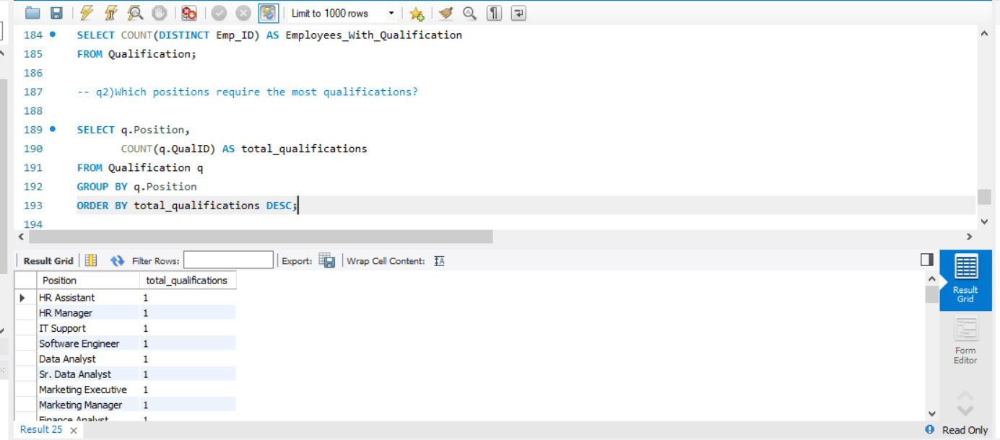 Limit to 1000 rows
184 SELECT COUNT(DISTINCT Emp_ID) AS Employees_With_Qualification
185 FROM Qualification;
186
187 -- q2)Which positions require the most qualifications?
188
189 SELECT q.Position,
190 COUNT(q.QualID) AS total_qualifications
191 FROM Qualification q
192 GROUP BY q.Position
193 ORDER BY total_qualifications DESC;
194
Result Grid Filter Rows: Export: Wrap Cell Content:
Position total_qualifications
HR Assistant 1
HR Manager 1
IT Support 1
Software Engineer 1
Data Analyst 1
Sr. Data Analyst 1
Marketing Executive 1
Marketing Manager 1
Finance Analyst 1
Result
Grid
Form
Editor
Result 25
Read Only